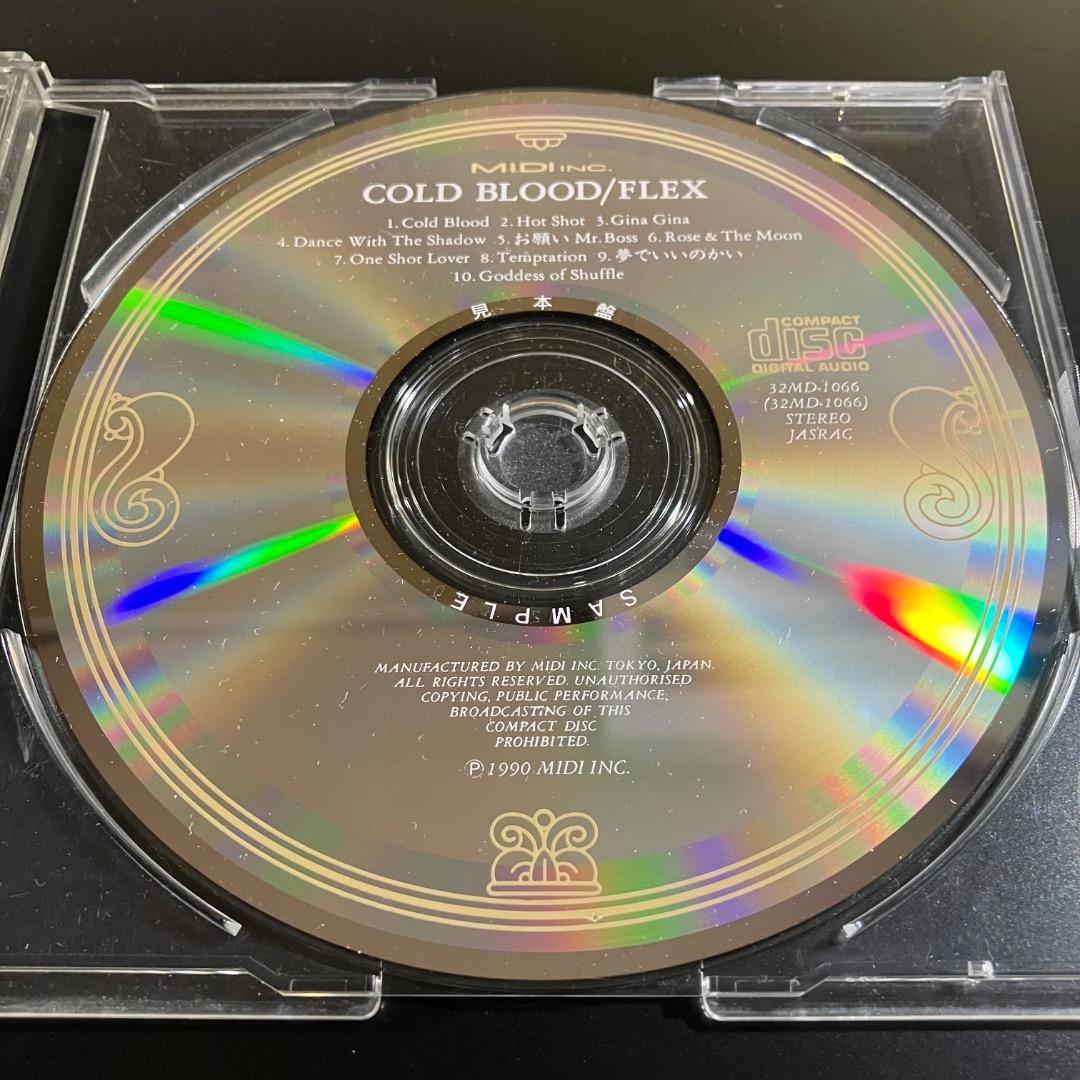 MIDI INC.
COLD BLOOD/FLEX
1. Cold Blood 2. Hot Shot 3. Gina Gina
4. Dance With The Shadow 5. お願い Mr. Boss 6. Rose & The Moon
7. One Shot Lover 8. Temptation 9. 夢でいいのかい
10. Goddess of Shuffle
見本盤
COMPACT
disc
DIGITAL AUDIO
32MD-1066
(32MD-1066)
STEREO
JASRAC
SAMPLE
MANUFACTURED BY MIDI INC. TOKYO, JAPAN.
ALL RIGHTS RESERVED. UNAUTHORISED
COPYING, PUBLIC PERFORMANCE,
BROADCASTING OF THIS
COMPACT DISC
PROHIBITED.
Ⓟ1990 MIDI INC.